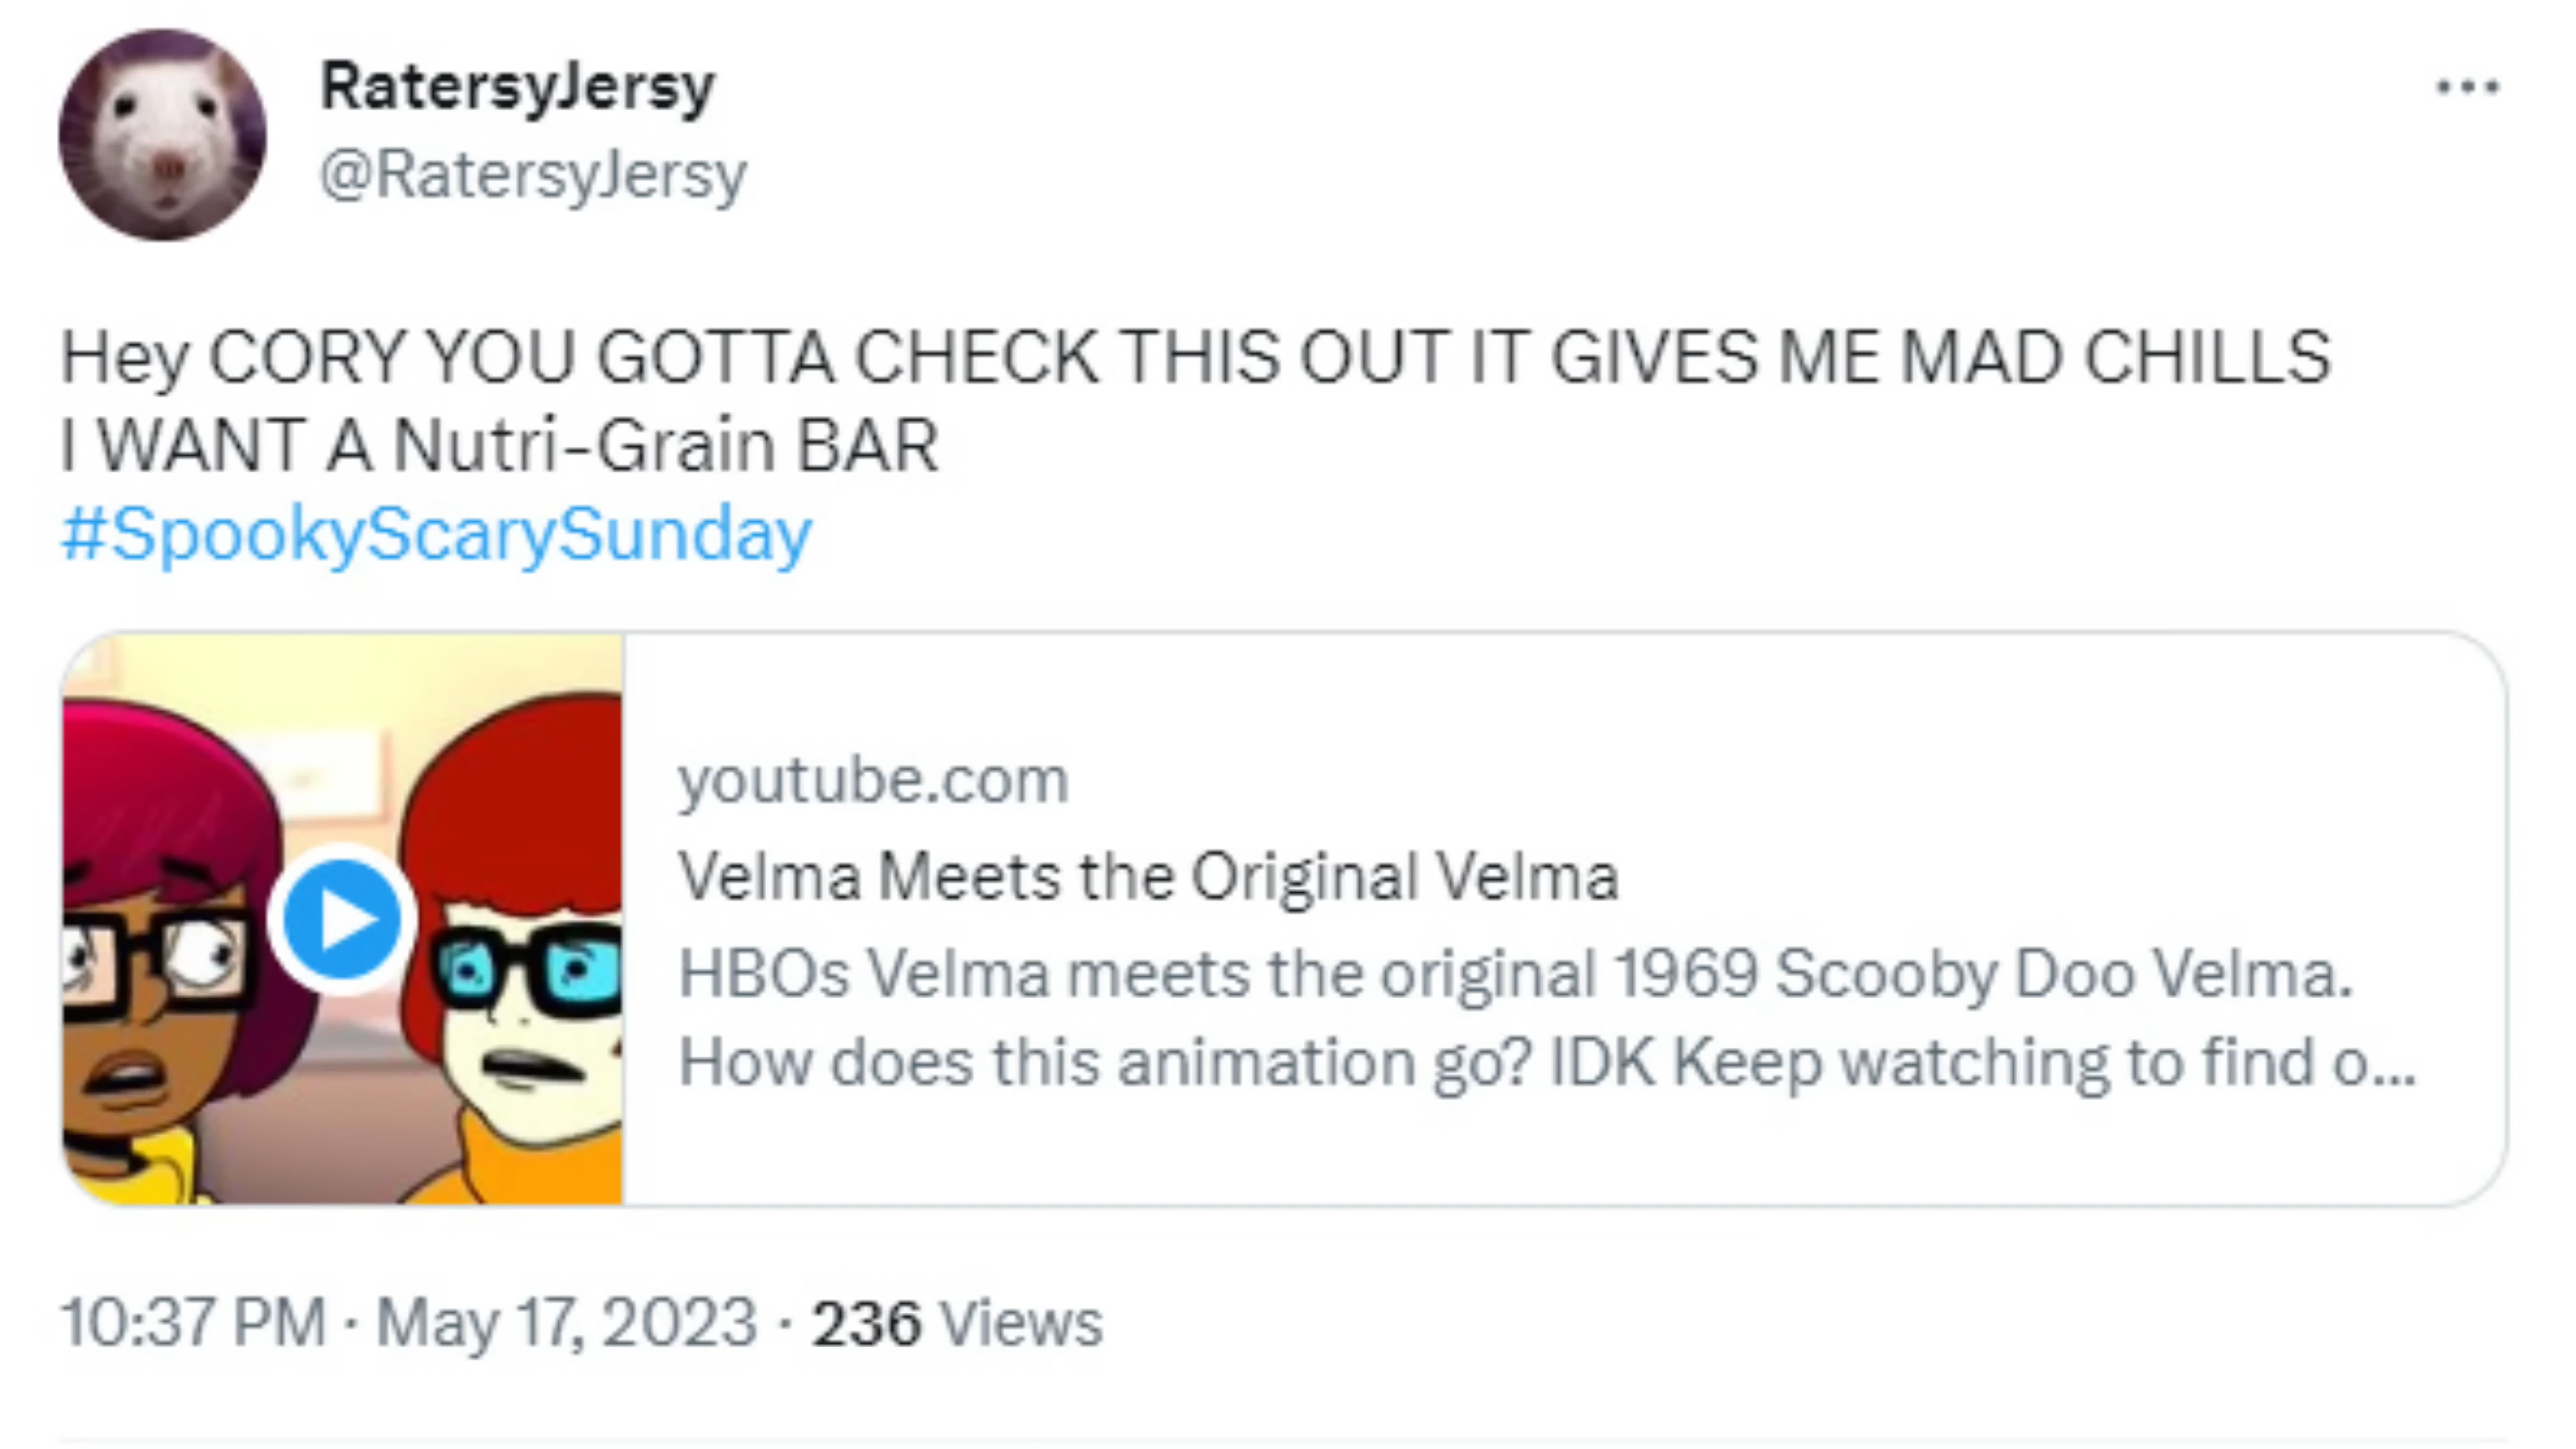 RatersyJersy
@RatersyJersy
Hey CORY YOU GOTTA CHECK THIS OUT IT GIVES ME MAD CHILLS
I WANT A Nutri-Grain BAR
#SpookyScarySunday
youtube.com
Velma Meets the Original Velma
HBOs Velma meets the original 1969 Scooby Doo Velma.
How does this animation go? IDK Keep watching to find o...
10:37 PM · May 17, 2023 · 236 Views